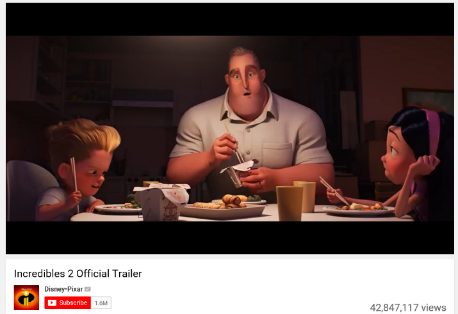 Incredibles 2 Official Trailer
Disney•Pixar
Subscribe 1.6M
42,847,117 views